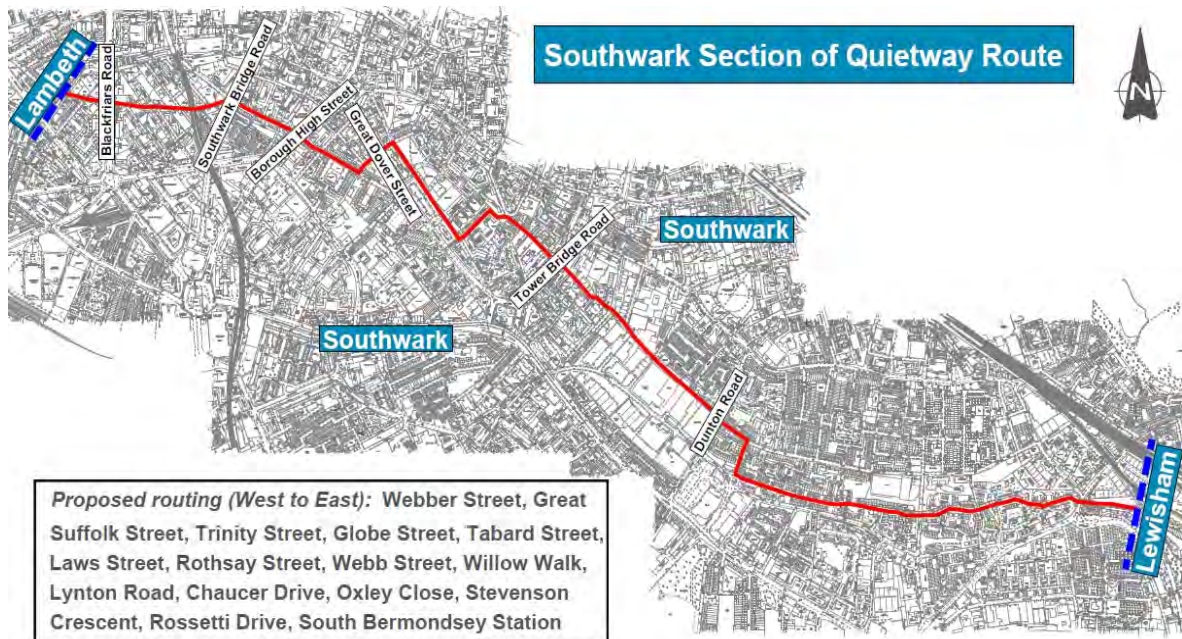 Southwark Section of Quietway Route
N
Lambeth
Blackfriars Road
Southwark Bridge Road
Borough High Street
Great Dover Street
Tower Bridge Road
Southwark
Southwark
Dunton Road
Lewisham
Proposed routing (West to East): Webber Street, Great
Suffolk Street, Trinity Street, Globe Street, Tabard Street,
Laws Street, Rothsay Street, Webb Street, Willow Walk,
Lynton Road, Chaucer Drive, Oxley Close, Stevenson
Crescent, Rossetti Drive, South Bermondsey Station